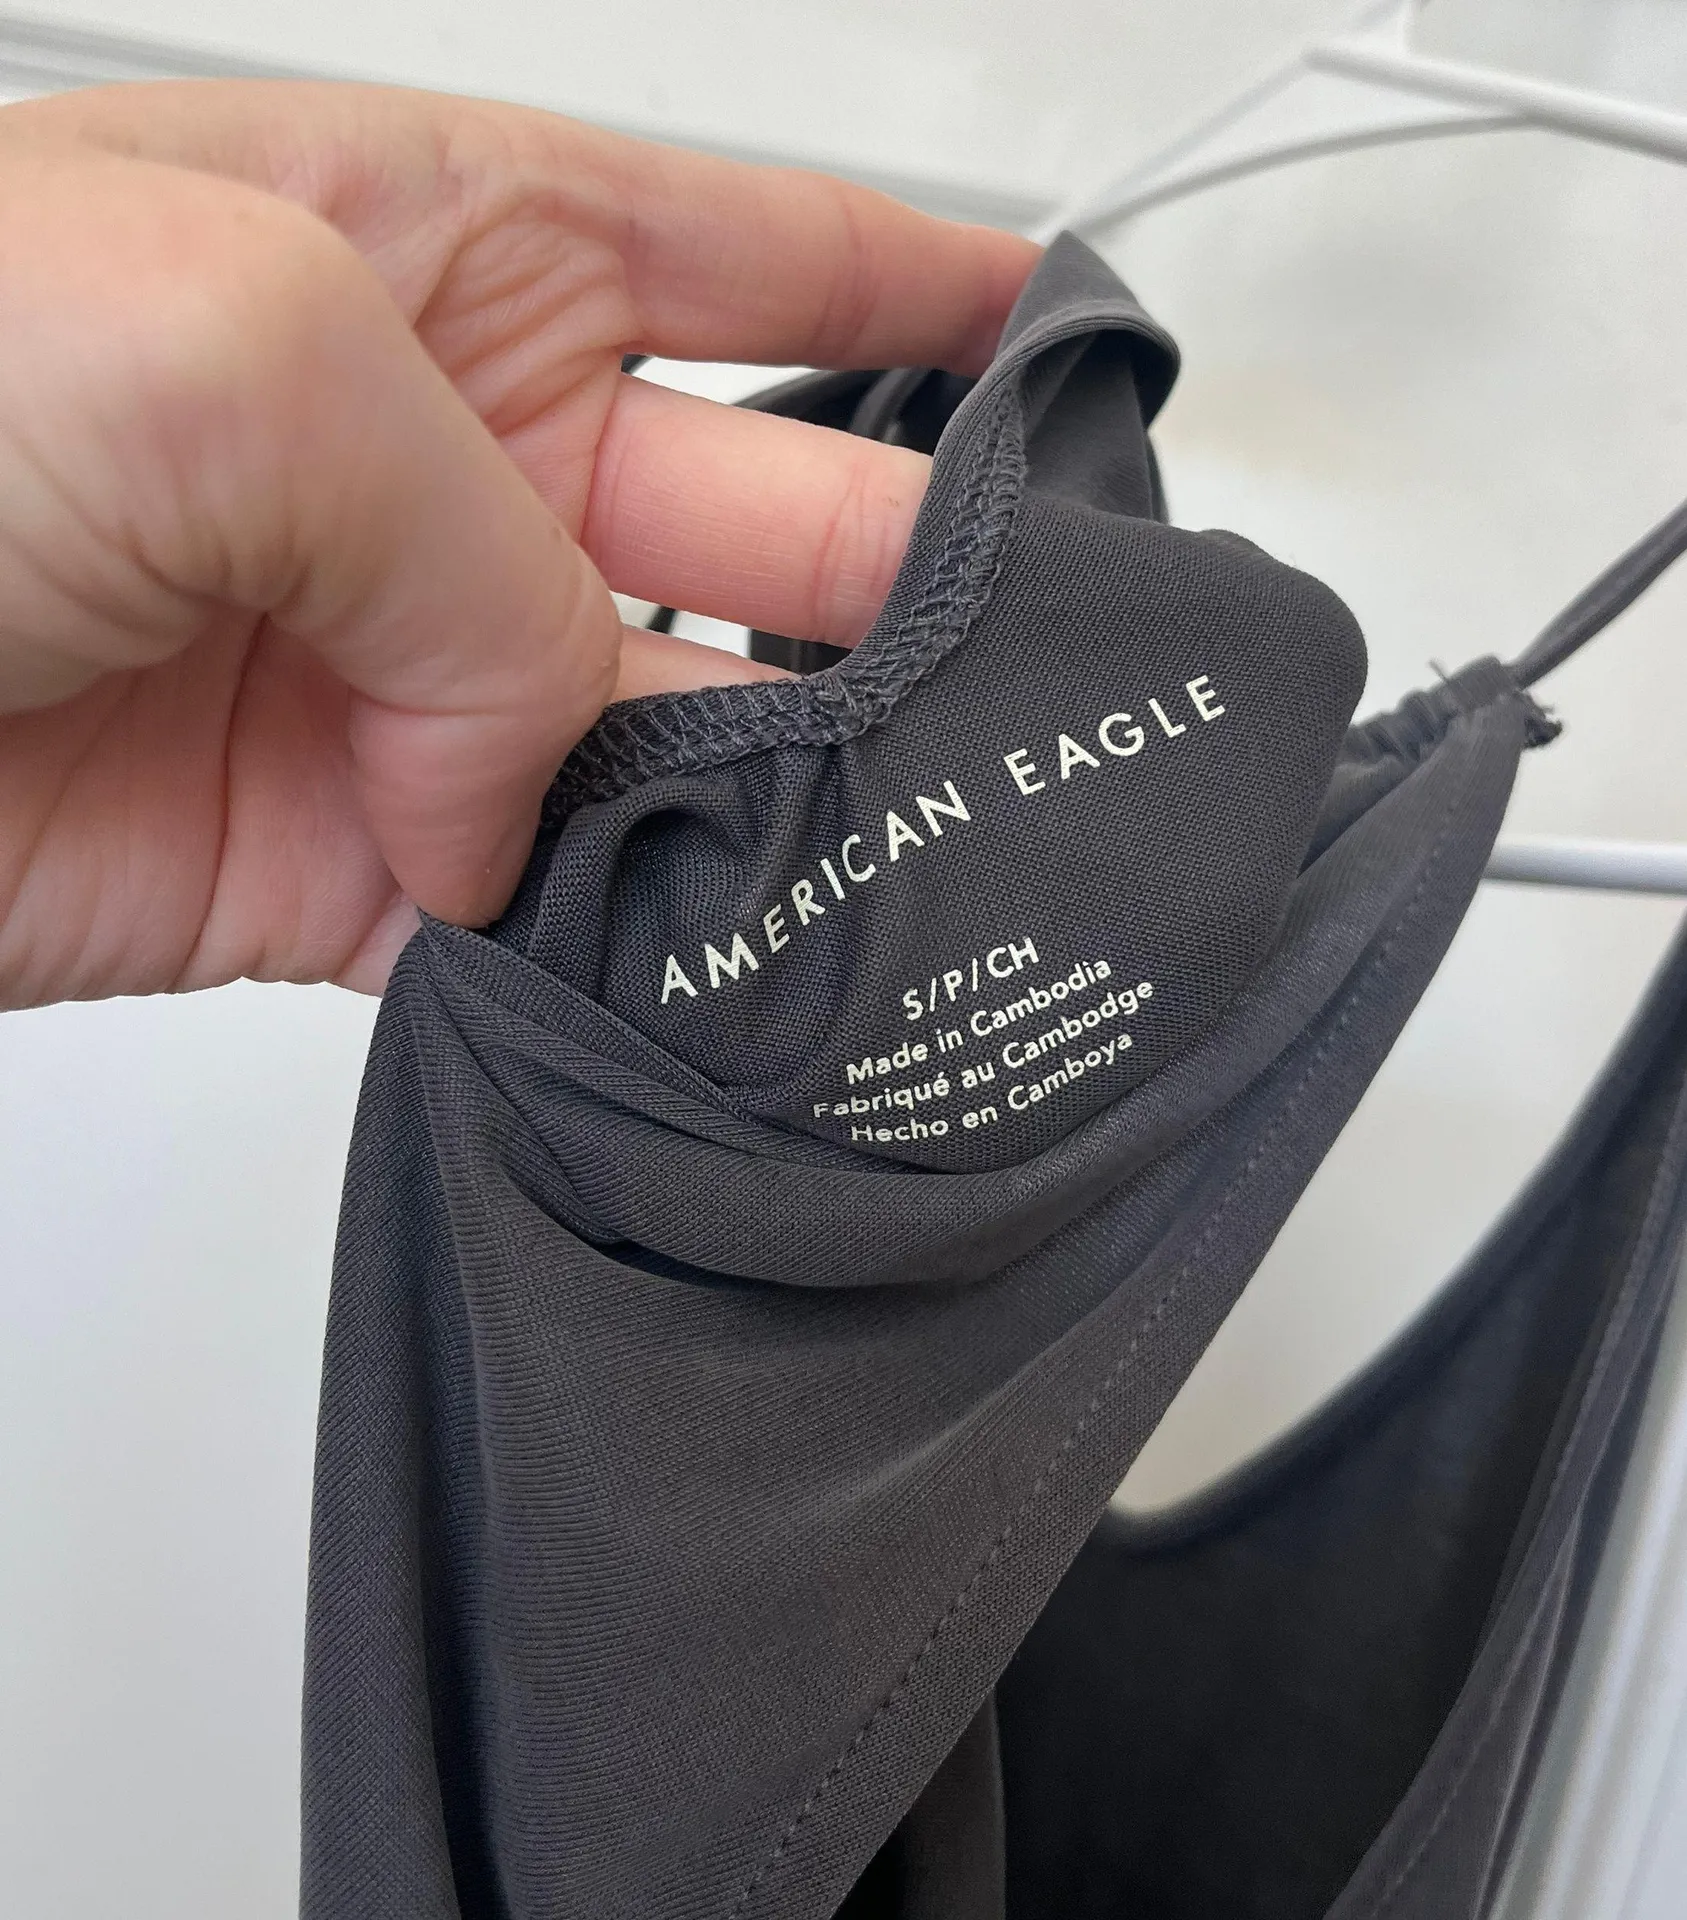 AMERICAN EAGLE
S/P/CH
Made in Cambodia
Fabriqué au Cambodge
Hecho en Camboya